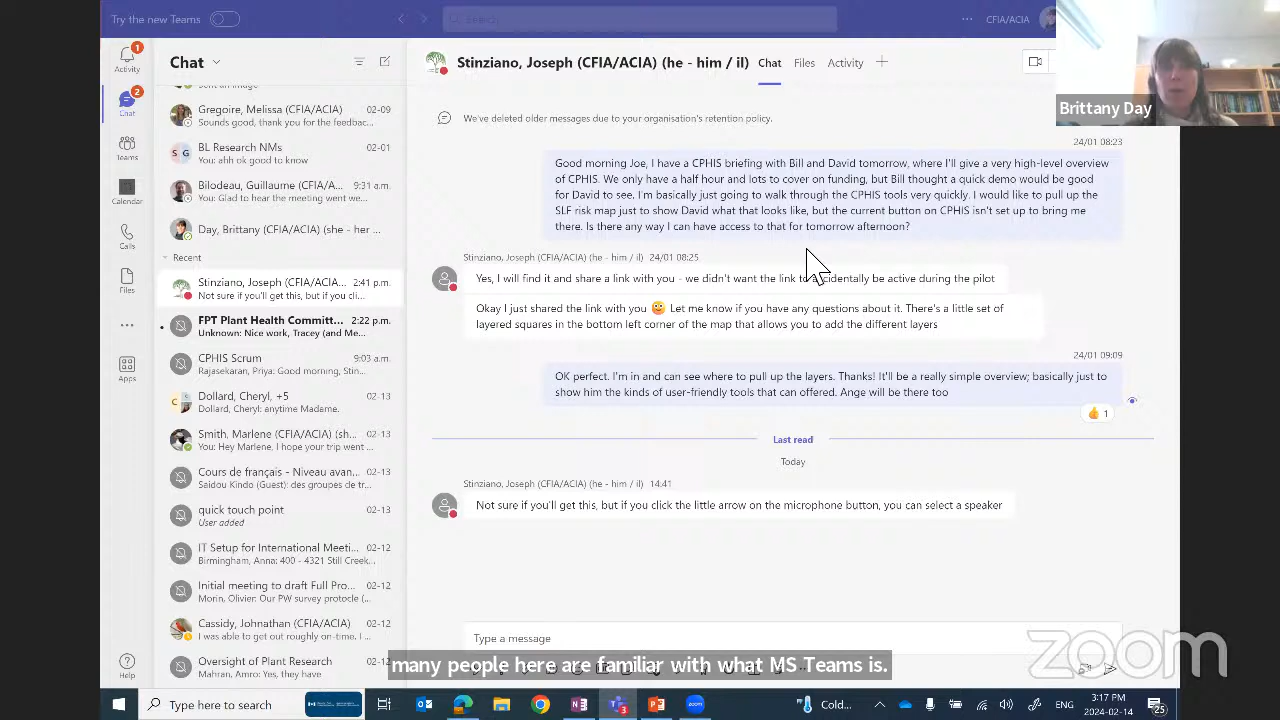 Try the new Teams
Search
CFIA/ACIA
Activity
1
Chat
2
Teams
Calendar
Calls
Files
Apps
Help
Chat
Gregoire, Melissa (CFIA/ACIA) 02-09
Sounds good, thank you for the feedbac...
S G BL Research NMs 02-01
You: ahh ok good to know
Bilodeau, Guillaume (CFIA/ACIA) 9:31 a.m.
You: Glad to hear the meeting went we...
Day, Brittany (CFIA/ACIA) (she - her ...
Recent
Stinziano, Joseph (CFIA/ACIA) (he -... 2:41 p.m.
Not sure if you'll get this, but if you cli...
FPT Plant Health Committ... 2:22 p.m.
Unknown: Nice work, Tracey (and Me...
CPHIS Scrum 9:03 a.m.
Rajasekaran, Priya: Good morning, Stin...
Dollard, Cheryl, +5 02-13
Dollard, Cheryl: anytime Madame.
Smith, Marlene (CFIA/ACIA) (sh... 02-13
You: Hey Marlene, I hope your trip went...
Cours de français - Niveau avan... 02-13
Saidou Kindo (Guest): des groupes de tr...
quick touch point 02-13
User added
IT Setup for International Meeti... 02-12
Birmingham, Anna: 400 - 4321 Still Creek...
Initial meeting to draft Full Pro... 02-12
Morin, Olivier: Our PW survey protocle (...
Cassidy, Johnathan (CFIA/ACIA) 02-12
I was able to get out roughly on-time. I ...
Oversight of Plant Research 02-12
Mahran, Amro: Yes, they have
Stinziano, Joseph (CFIA/ACIA) (he - him / il) Chat Files Activity
We've deleted older messages due to your organisation's retention policy.
24/01 08:23
Good morning Joe, I have a CPHIS briefing with Bill and David tomorrow, where I'll give a very high-level overview
of CPHIS. We only have a half hour and lots to cover on funding, but Bill thought a quick demo would be good
for David to see. I'm basically just going to walk through the CPHIS tools very quickly. I would like to pull up the
SLF risk map just to show David what that looks like, but the current button on CPHIS isn't set up to bring me
there. Is there any way I can have access to that for tomorrow afternoon?
Stinziano, Joseph (CFIA/ACIA) (he - him / il) 24/01 08:25
Yes, I will find it and share a link with you - we didn't want the link to accidentally be active during the pilot
Okay I just shared the link with you Let me know if you have any questions about it. There's a little set of
layered squares in the bottom left corner of the map that allows you to add the different layers
24/01 09:09
OK perfect. I'm in and can see where to pull up the layers. Thanks! It'll be a really simple overview; basically just to
show him the kinds of user-friendly tools that can offered. Ange will be there too
1
Last read
Today
Stinziano, Joseph (CFIA/ACIA) (he - him / il) 14:41
Not sure if you'll get this, but if you click the little arrow on the microphone button, you can select a speaker
Type a message
Brittany Day
many people here are familiar with what MS Teams is.
zoom
Type here to search
Cold...
ENG
3:17 PM
2024-02-14
25